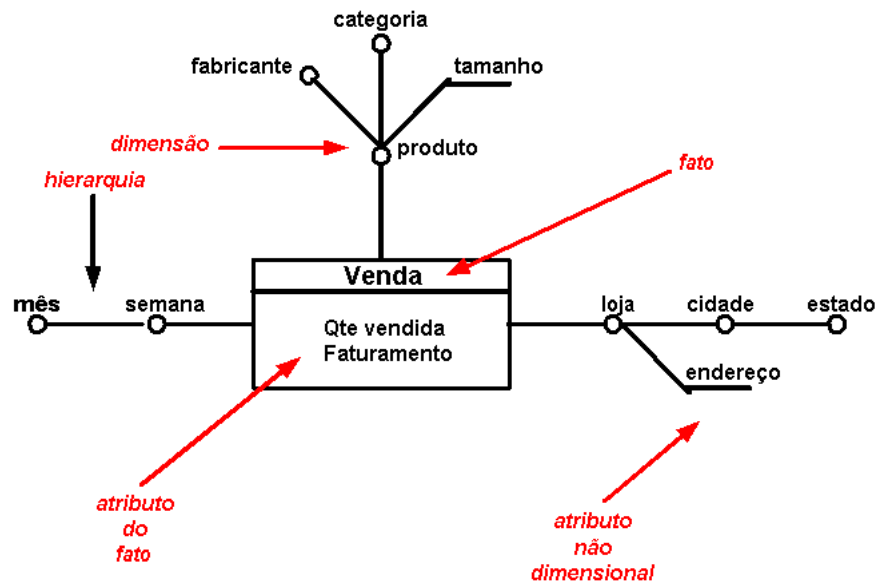 categoria
fabricante
tamanho
dimensão
produto
fato
hierarquia
Venda
mês
semana
loja
cidade
estado
Qte vendida
Faturamento
endereço
atributo
do
fato
atributo
não
dimensional